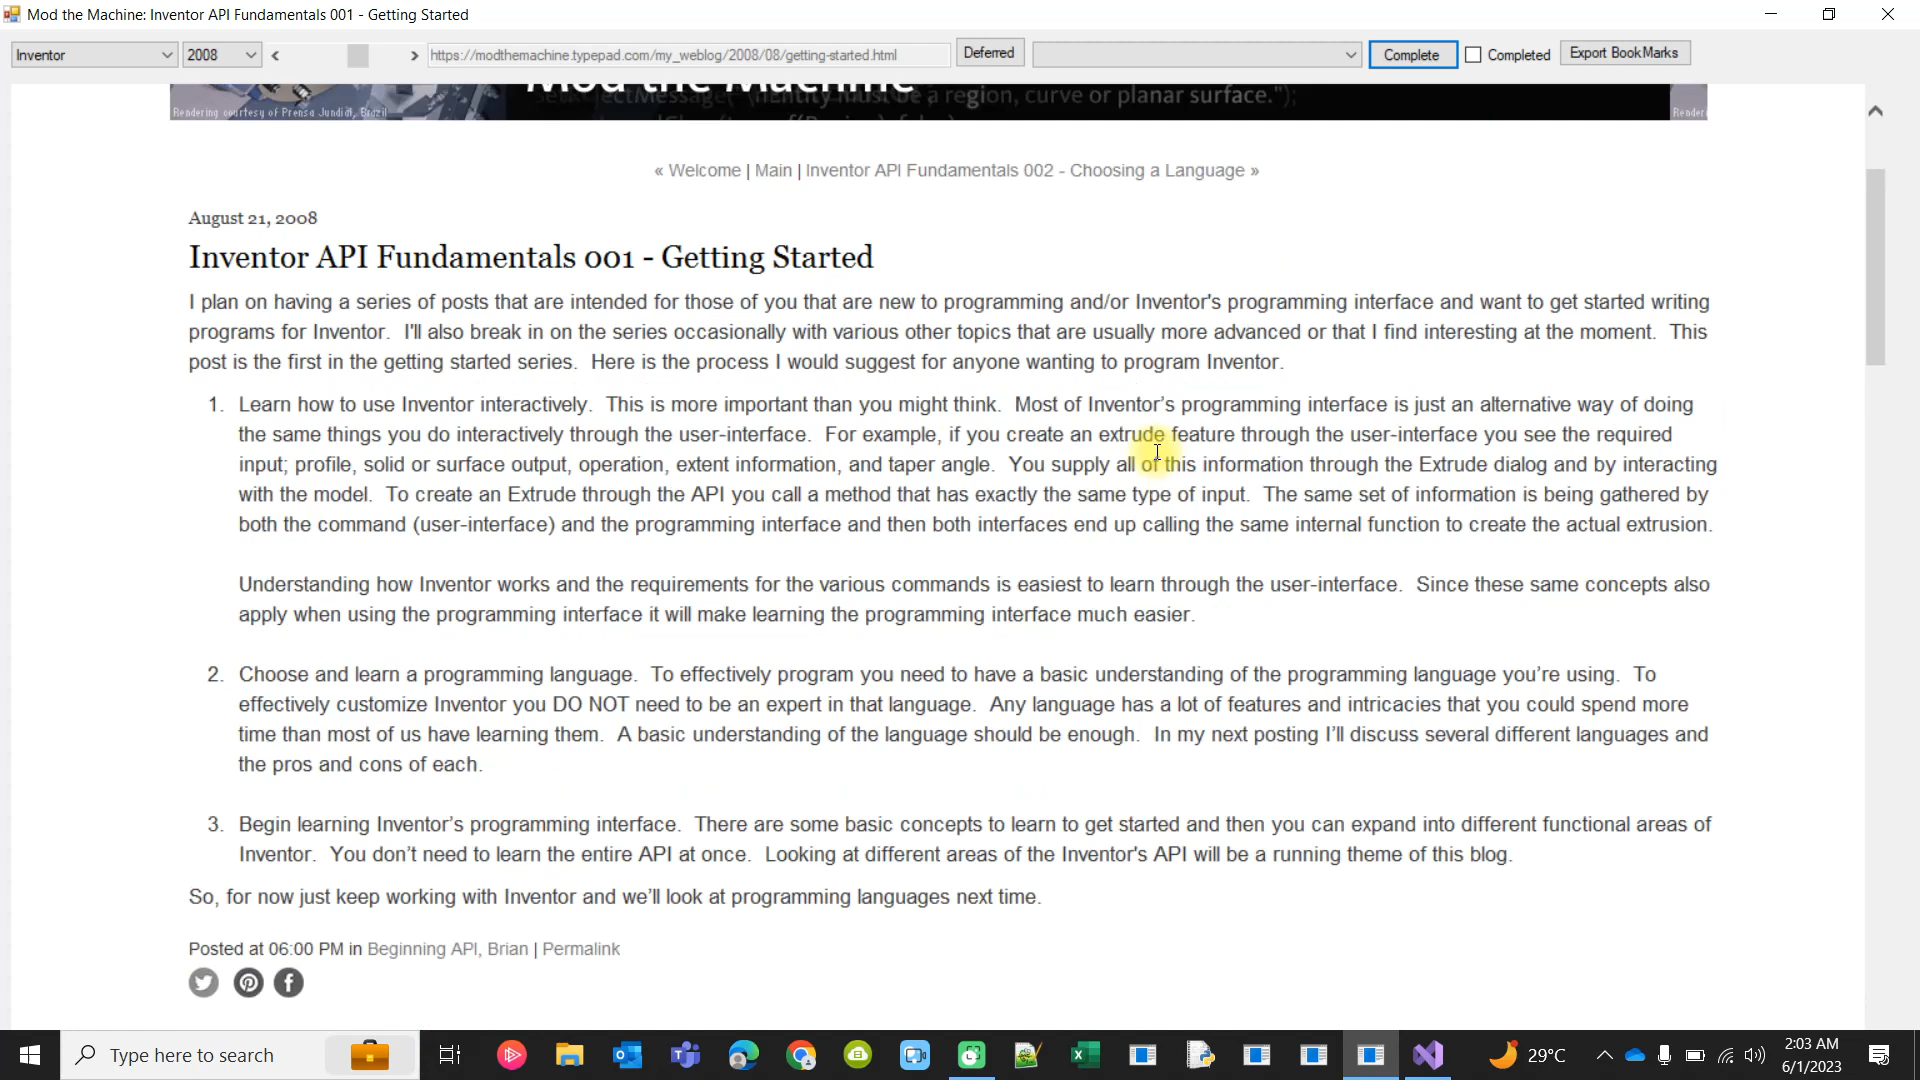 Mod the Machine: Inventor API Fundamentals 001 - Getting Started
Inventor 2008 < > https://modthemachine.typepad.com/my_weblog/2008/08/getting-started.html Deferred Complete Completed Export BookMarks
Mod the Machine
ectMessage("\nEntity must be a region, curve or planar surface.");
Rendering courtesy of Prensa Jundidl, Brazil
Renderi
« Welcome | Main | Inventor API Fundamentals 002 - Choosing a Language »
August 21, 2008
Inventor API Fundamentals 001 - Getting Started
I plan on having a series of posts that are intended for those of you that are new to programming and/or Inventor's programming interface and want to get started writing
programs for Inventor.  I'll also break in on the series occasionally with various other topics that are usually more advanced or that I find interesting at the moment.  This
post is the first in the getting started series.  Here is the process I would suggest for anyone wanting to program Inventor.
1. Learn how to use Inventor interactively.  This is more important than you might think.  Most of Inventor’s programming interface is just an alternative way of doing
the same things you do interactively through the user-interface.  For example, if you create an extrude feature through the user-interface you see the required
input; profile, solid or surface output, operation, extent information, and taper angle.  You supply all of this information through the Extrude dialog and by interacting
with the model.  To create an Extrude through the API you call a method that has exactly the same type of input.  The same set of information is being gathered by
both the command (user-interface) and the programming interface and then both interfaces end up calling the same internal function to create the actual extrusion.
Understanding how Inventor works and the requirements for the various commands is easiest to learn through the user-interface.  Since these same concepts also
apply when using the programming interface it will make learning the programming interface much easier.
2. Choose and learn a programming language.  To effectively program you need to have a basic understanding of the programming language you’re using.  To
effectively customize Inventor you DO NOT need to be an expert in that language.  Any language has a lot of features and intricacies that you could spend more
time than most of us have learning them.  A basic understanding of the language should be enough.  In my next posting I’ll discuss several different languages and
the pros and cons of each.
3. Begin learning Inventor’s programming interface.  There are some basic concepts to learn to get started and then you can expand into different functional areas of
Inventor.  You don’t need to learn the entire API at once.  Looking at different areas of the Inventor's API will be a running theme of this blog.
So, for now just keep working with Inventor and we’ll look at programming languages next time.
Posted at 06:00 PM in Beginning API, Brian | Permalink
Type here to search
29°C
2:03 AM
6/1/2023